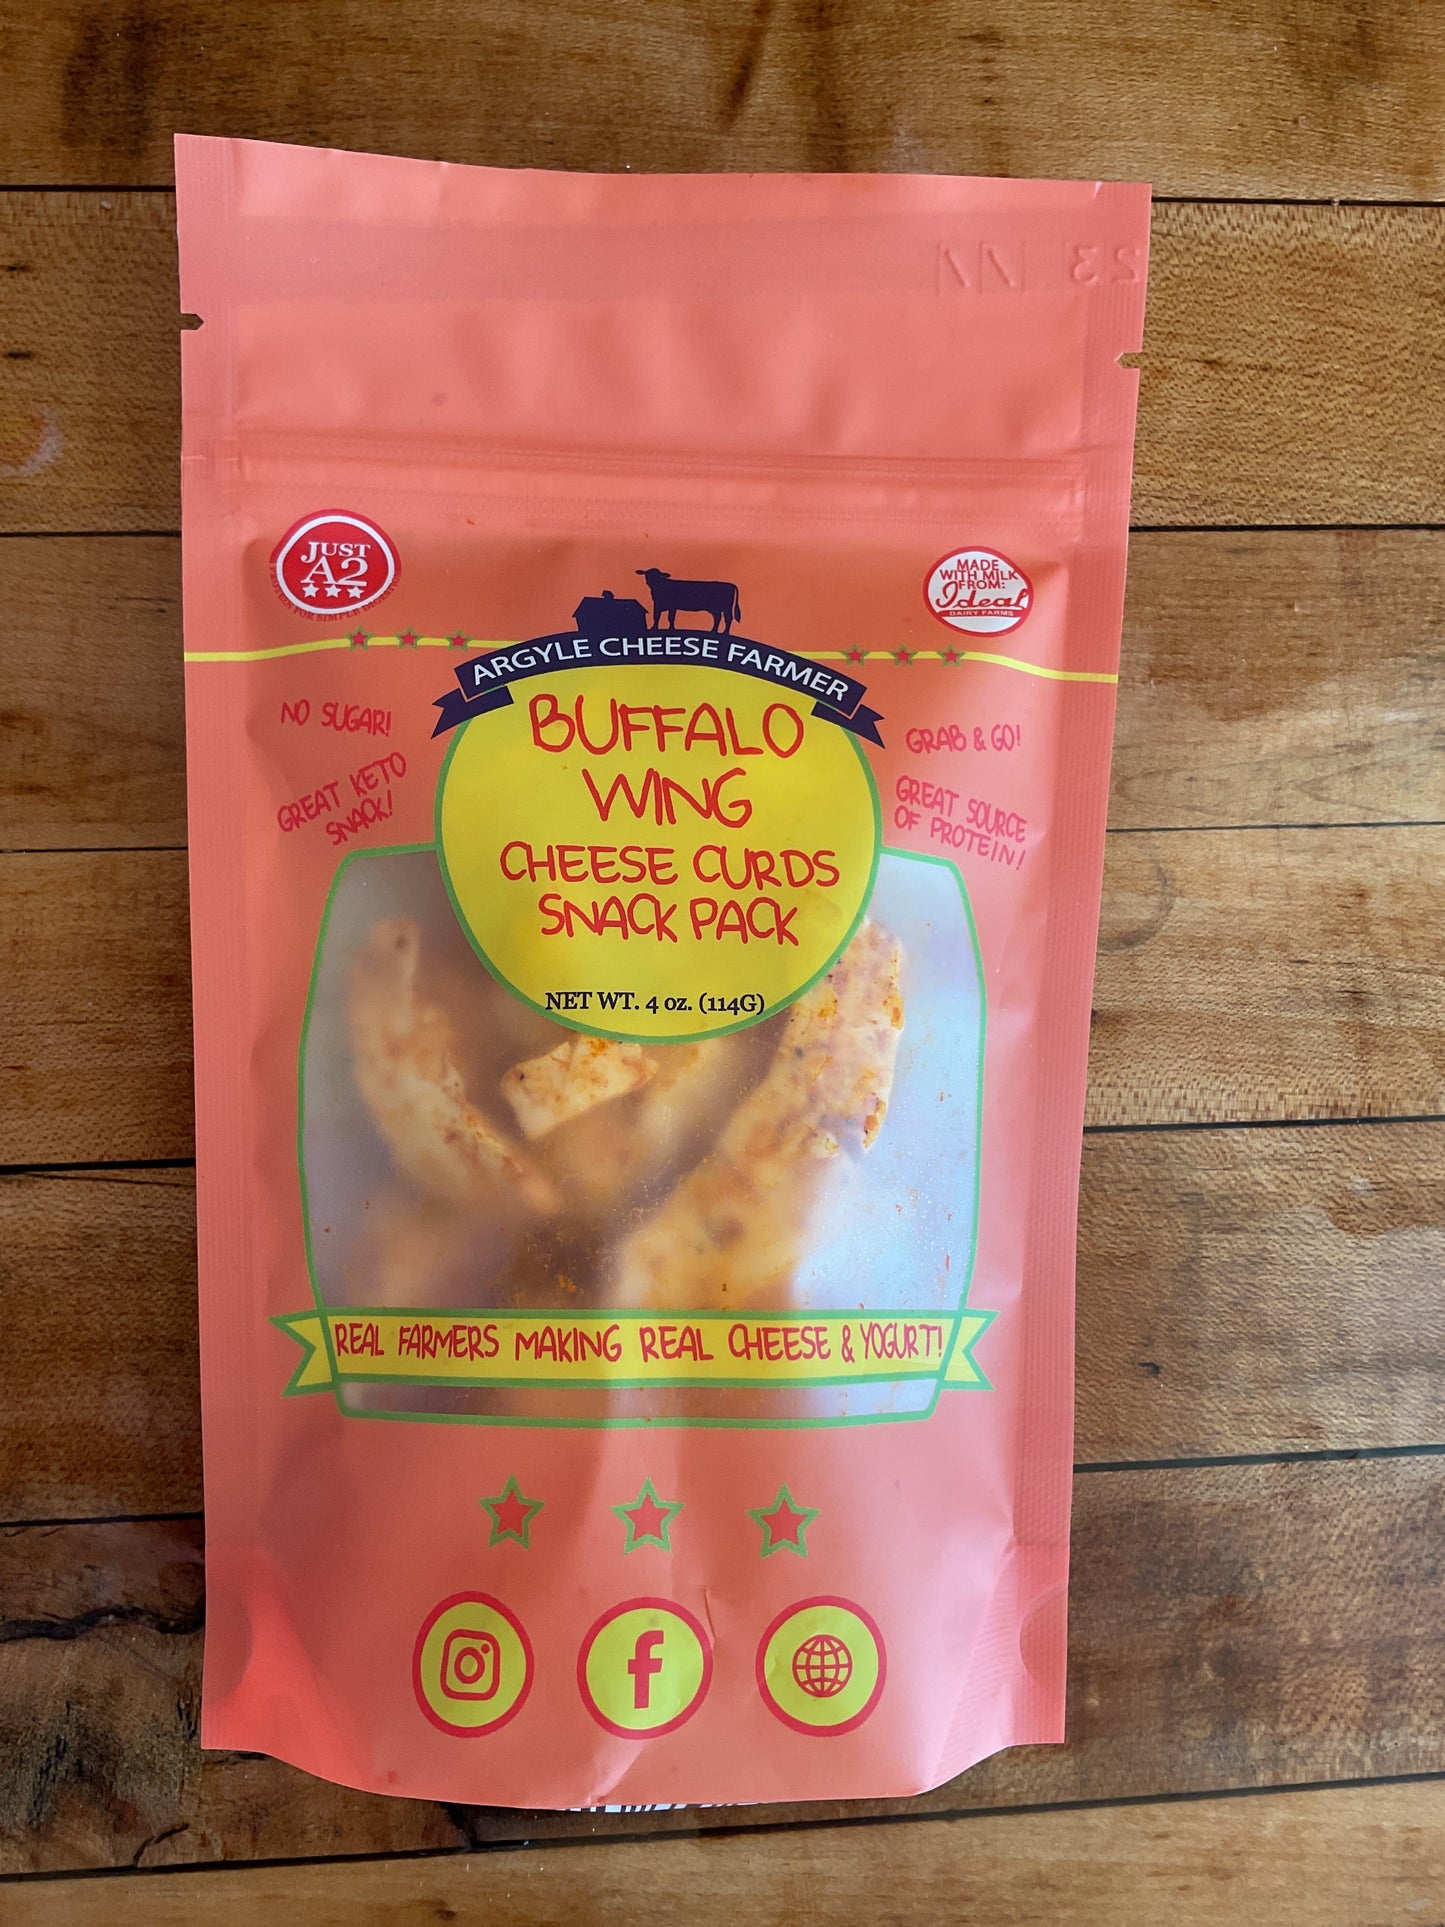 JUST
A2
MADE
WITH MILK
FROM:
Ideal
DAIRY FARMS
ARGYLE CHEESE FARMER
NO SUGAR!
GREAT KETO
SNACK!
BUFFALO
WING
CHEESE CURDS
SNACK PACK
NET WT. 4 oz. (114G)
GRAB & GO!
GREAT SOURCE
OF PROTEIN!
REAL FARMERS MAKING REAL CHEESE & YOGURT!